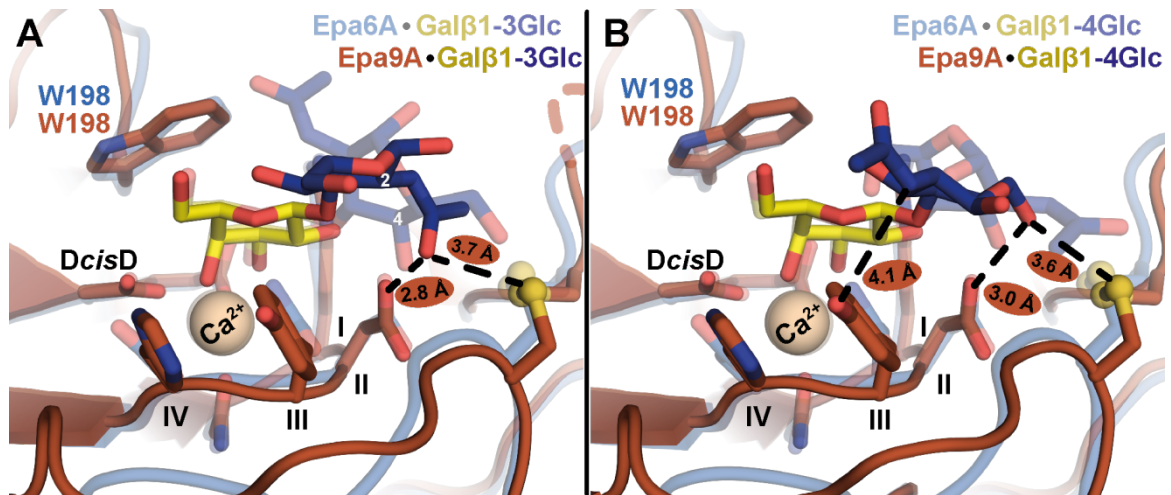 A
Epa6A•Galβ1-3Glc
Epa9A•Galβ1-3Glc
W198
W198
2
4
3.7 Å
2.8 Å
DcisD
Ca²⁺
I
II
III
IV
B
Epa6A•Galβ1-4Glc
Epa9A•Galβ1-4Glc
W198
W198
DcisD
4.1 Å
3.6 Å
3.0 Å
Ca²⁺
I
II
III
IV